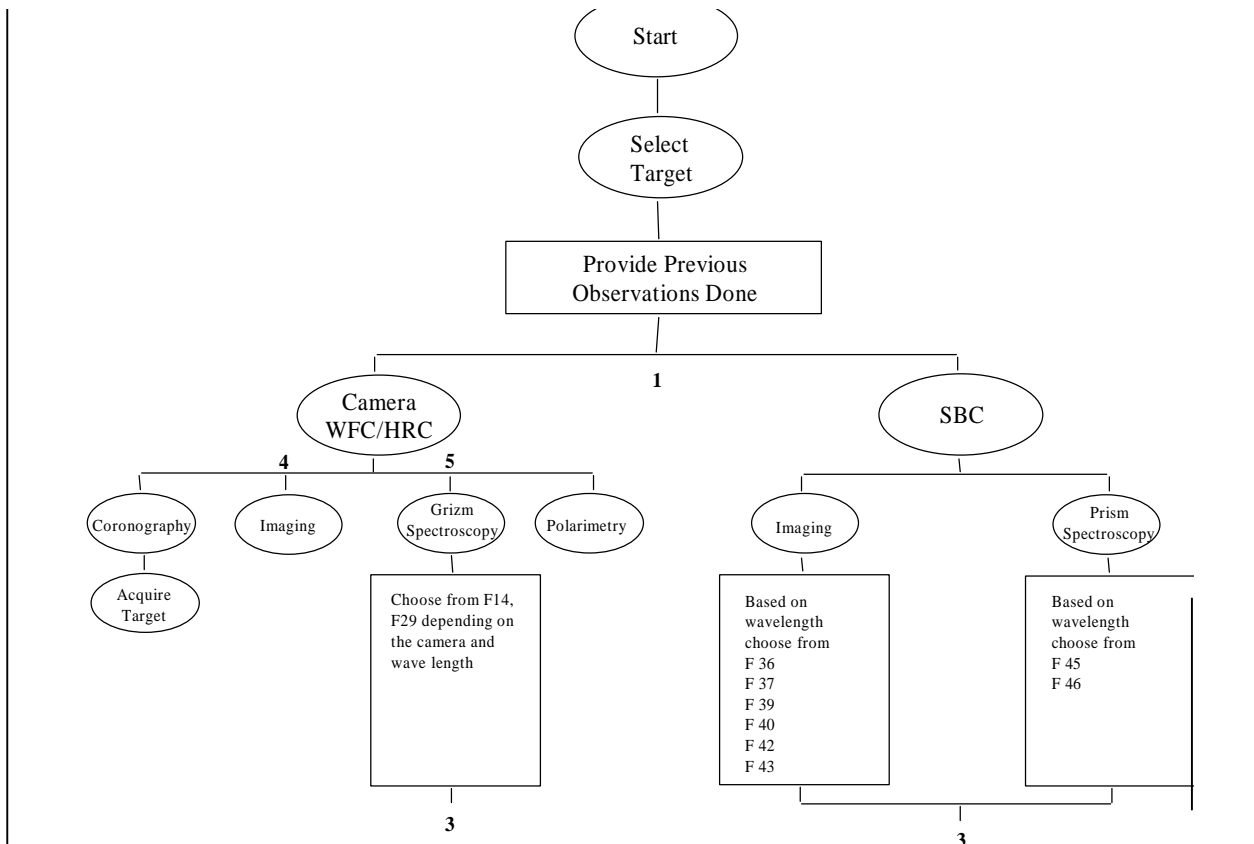 Start
Select
Target
Provide Previous
Observations Done
1
Camera
WFC/HRC
SBC
4
5
Coronography
Imaging
Grizm
Spectroscopy
Polarimetry
Imaging
Prism
Spectroscopy
Acquire
Target
Choose from F14,
F29 depending on
the camera and
wave length
Based on
wavelength
choose from
F 36
F 37
F 39
F 40
F 42
F 43
Based on
wavelength
choose from
F 45
F 46
3
3